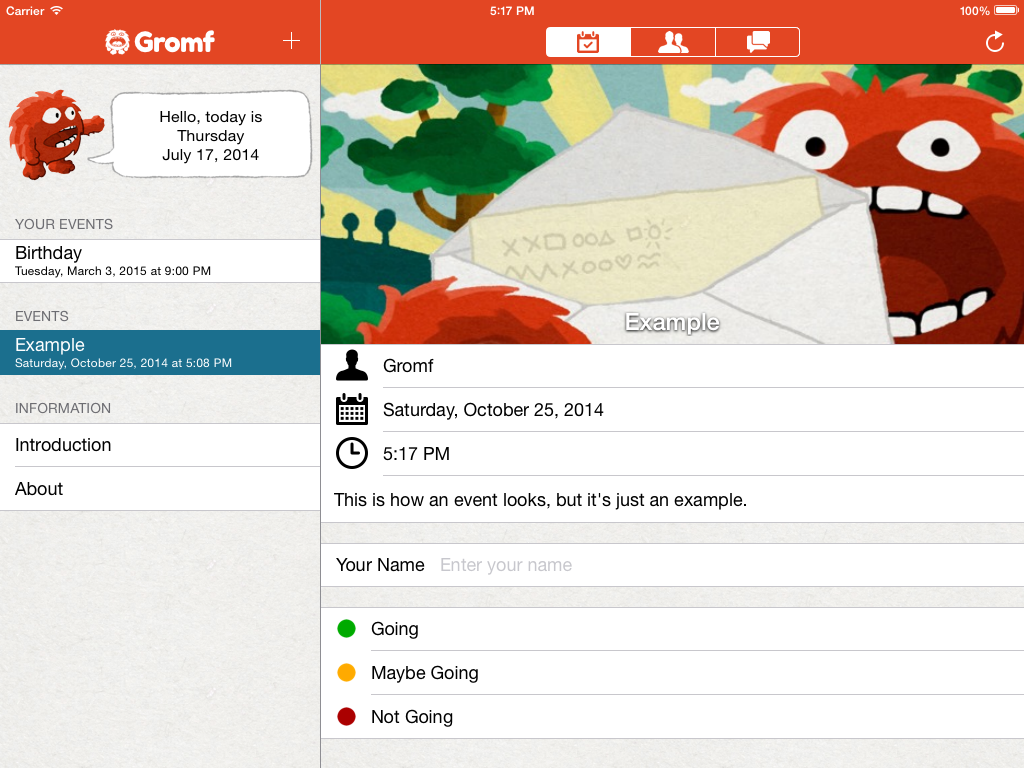 Carrier
5:17 PM
100%
Gromf
Hello, today is
Thursday
July 17, 2014
YOUR EVENTS
Birthday
Tuesday, March 3, 2015 at 9:00 PM
EVENTS
Example
Saturday, October 25, 2014 at 5:08 PM
INFORMATION
Introduction
About
Example
Gromf
Saturday, October 25, 2014
5:17 PM
This is how an event looks, but it's just an example.
Your Name Enter your name
Going
Maybe Going
Not Going